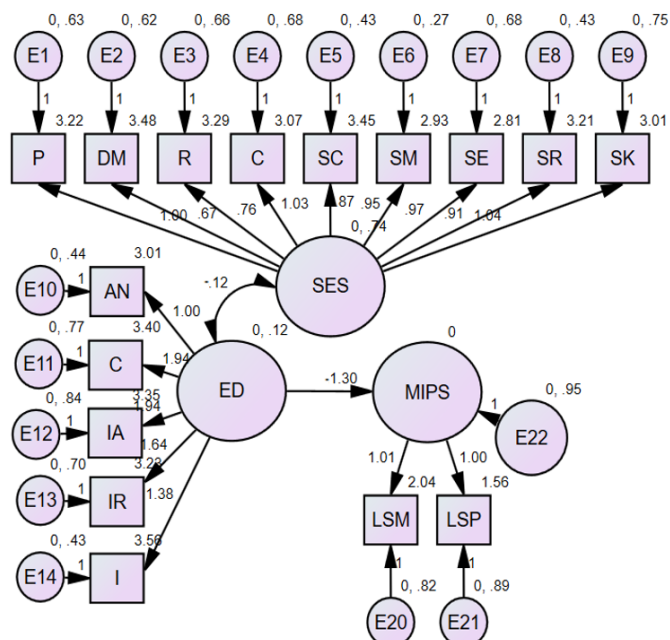 0, .63 0, .62 0, .66 0, .68 0, .43 0, .27 0, .68 0, .43 0, .75
E1 E2 E3 E4 E5 E6 E7 E8 E9
1 1 1 1 1 1 1 1 1
3.22 3.48 3.29 3.07 3.45 2.93 2.81 3.21 3.01
P DM R C SC SM SE SR SK
1.00 .67 .76 1.03 .87 .95 .97 .91 1.04
0, .74
SES
-.12
0, .44 3.01
E10 1 AN
1.00
0, .77 3.40
E11 1 C
1.94
0, .84 3.35
E12 1 IA
1.94
0, .70 3.23
E13 1 IR
1.64
0, .43 3.56
E14 1 I
1.38
0, .12
ED
-1.30
0
MIPS
0, .95
1
E22
1.01 1.00
2.04 1.56
LSM LSP
1 1
0, .82 0, .89
E20 E21